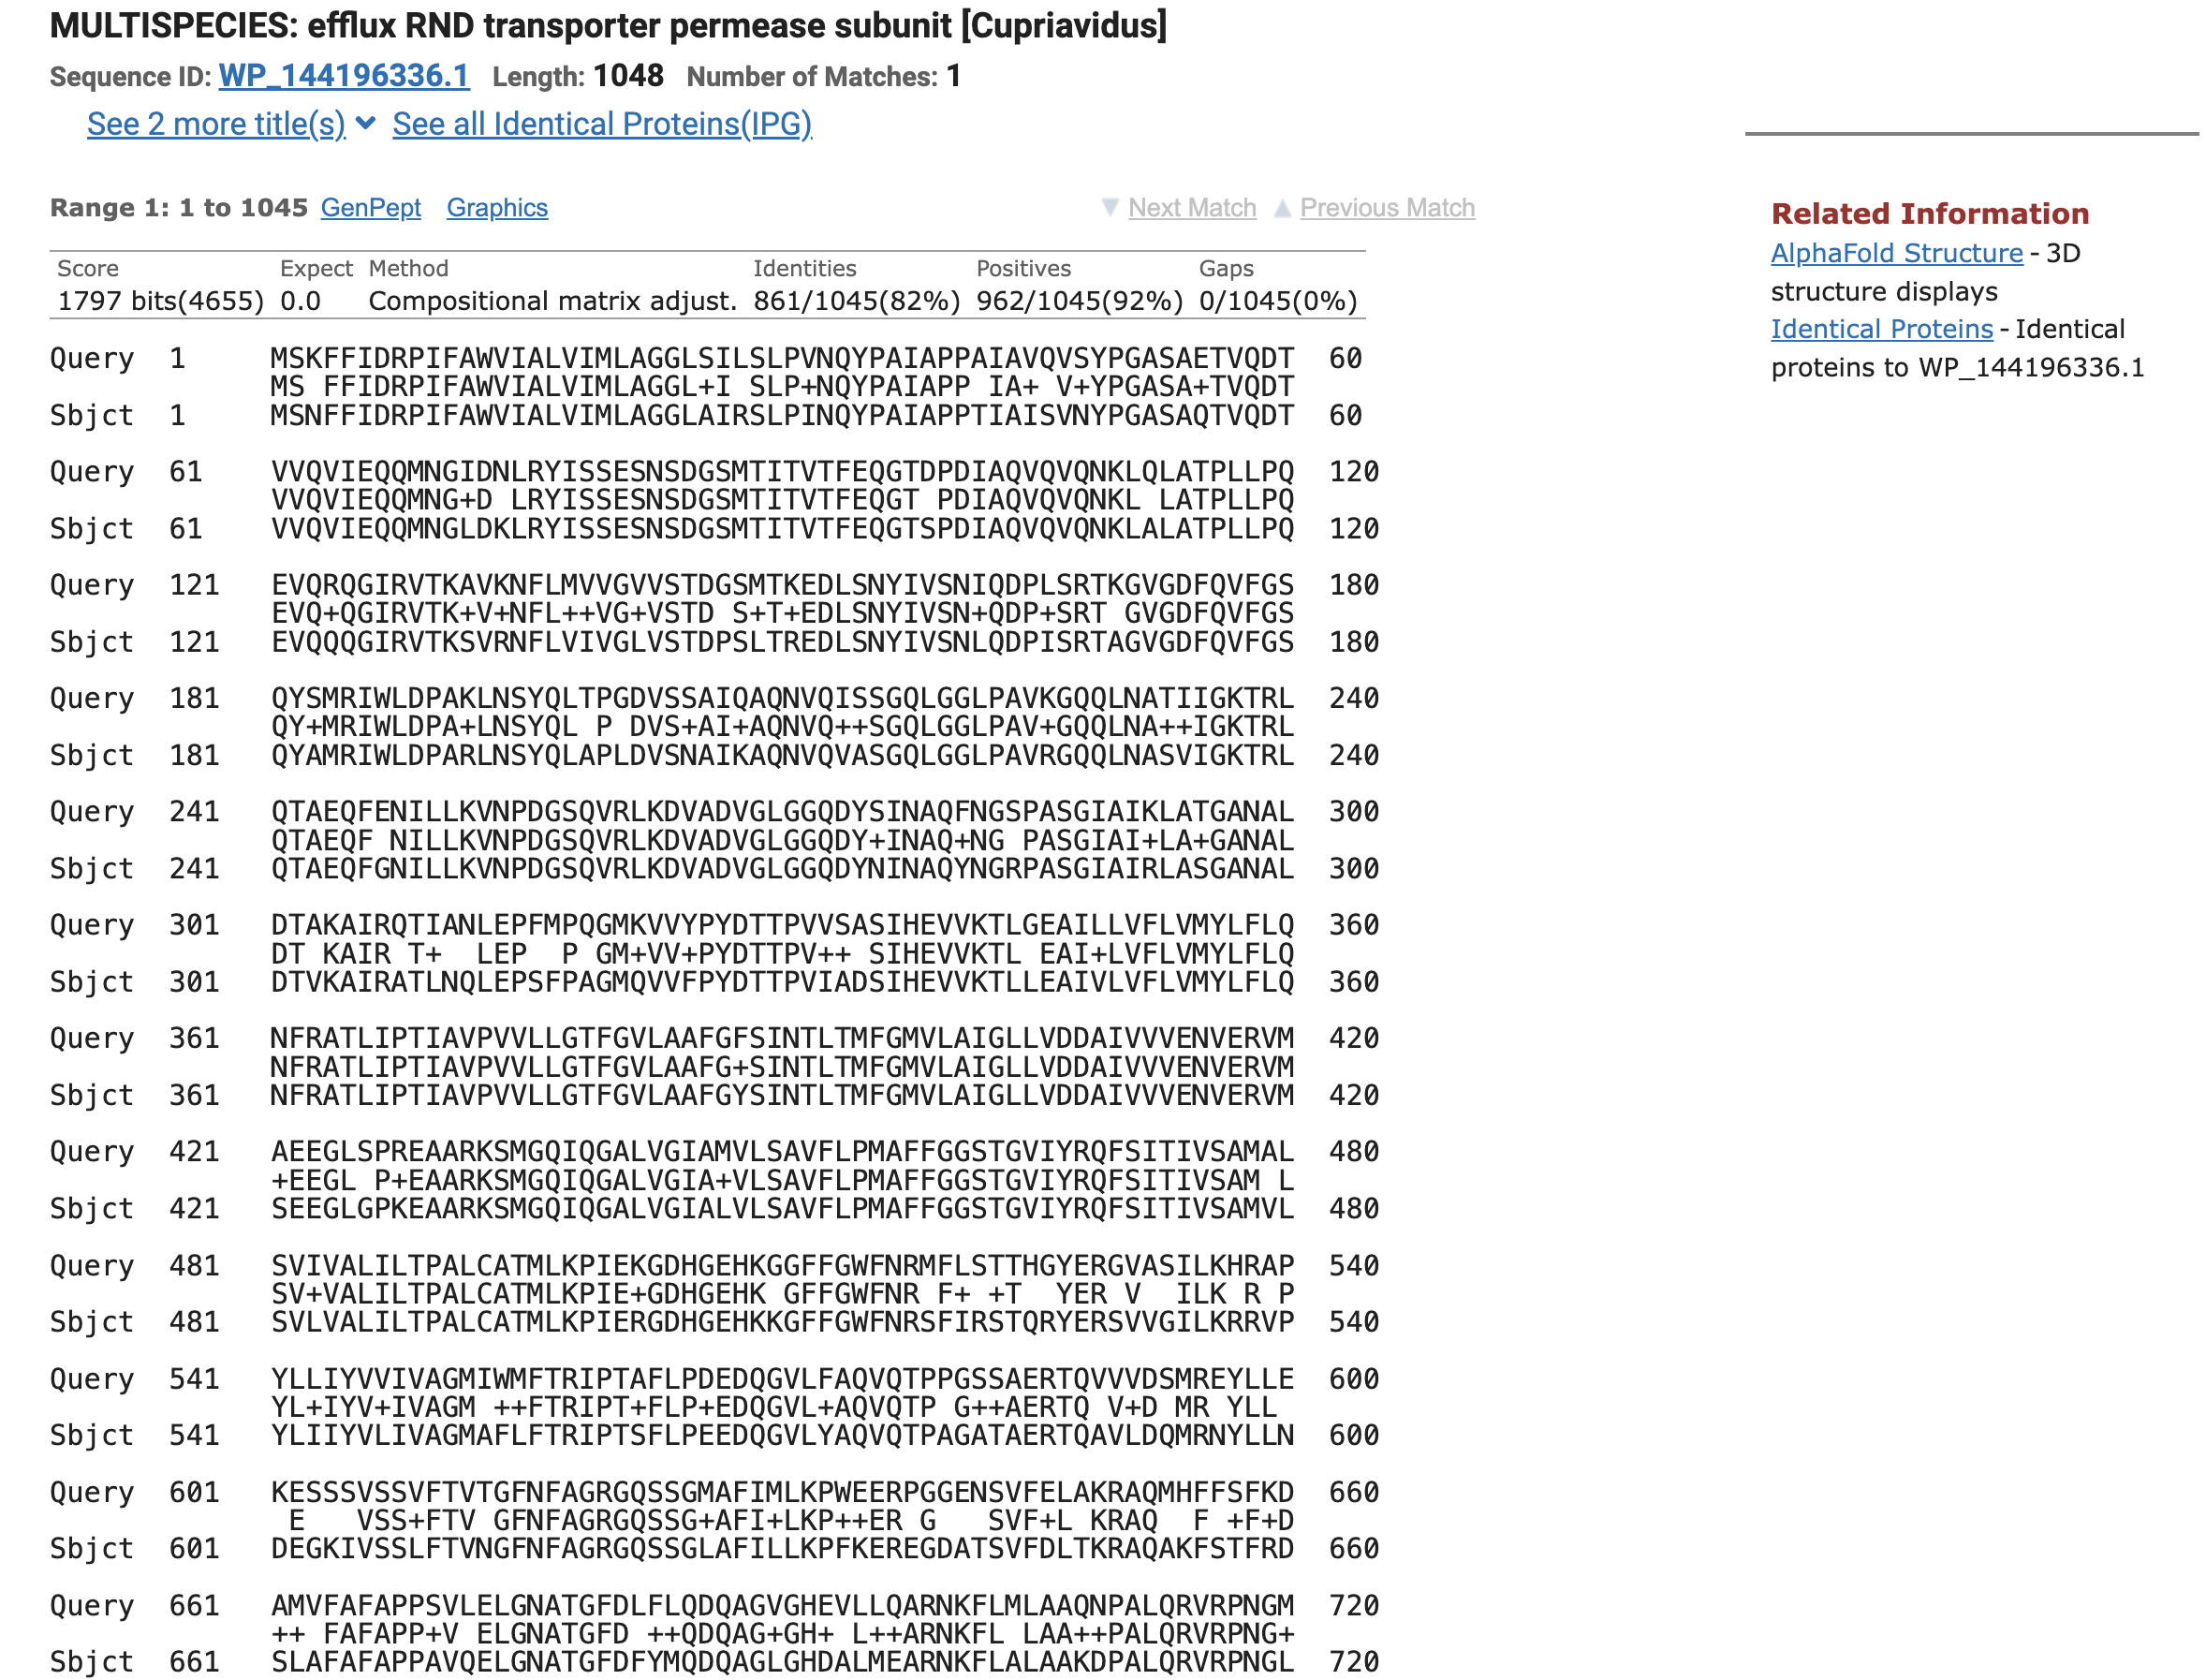 MULTISPECIES: efflux RND transporter permease subunit [Cupriavidus]
Sequence ID: WP_144196336.1 Length: 1048 Number of Matches: 1
See 2 more title(s) See all Identical Proteins(IPG)
Range 1: 1 to 1045 GenPept Graphics ▼ Next Match ▲ Previous Match
Score Expect Method Identities Positives Gaps
1797 bits(4655) 0.0 Compositional matrix adjust. 861/1045(82%) 962/1045(92%) 0/1045(0%)
Query 1 MSKFFIDRPIFAWVIALVIMLAGGLSILSLPVNQYPAIAPPAIAVQVSYPGASAETVQDT 60
MS FFIDRPIFAWVIALVIMLAGGL+I SLP+NQYPAIAPP IA+ V+YPGASA+TVQDT
Sbjct 1 MSNFFIDRPIFAWVIALVIMLAGGLAIRSLPINQYPAIAPPTIAISVNYPGASAQTVQDT 60
Query 61 VVQVIEQQMNGIDNLRYISSESNSDGSMTITVTFEQGTDPDIAQVQVQNKLQLATPLLPQ 120
VVQVIEQQMNG+D LRYISSESNSDGSMTITVTFEQGT PDIAQVQVQNKL LATPLLPQ
Sbjct 61 VVQVIEQQMNGLDKLRYISSESNSDGSMTITVTFEQGTSPDIAQVQVQNKLALATPLLPQ 120
Query 121 EVQRQGIRVTKAVKNFLMVVGVVSTDGSMTKEDLSNYIVSNIQDPLSRTKGVGDFQVFGS 180
EVQ+QGIRVTK+V+NFL++VG+VSTD S+T+EDLSNYIVSN+QDP+SRT GVGDFQVFGS
Sbjct 121 EVQQQGIRVTKSVRNFLVIVGLVSTDPSLTREDLSNYIVSNLQDPISRTAGVGDFQVFGS 180
Query 181 QYSMRIWLDPAKLNSYQLTPGDVSSAIQAQNVQISSGQLGGLPAVKGQQLNATIIGKTRL 240
QY+MRIWLDPA+LNSYQL P DVS+AI+AQNVQ++SGQLGGLPAV+GQQLNA++IGKTRL
Sbjct 181 QYAMRIWLDPARLNSYQLAPLDVSNAIKAQNVQVASGQLGGLPAVRGQQLNASVIGKTRL 240
Query 241 QTAEQFENILLKVNPDGSQVRLKDVADVGLGGQDYSINAQFNGSPASGIAIKLATGANAL 300
QTAEQF NILLKVNPDGSQVRLKDVADVGLGGQDY+INAQ+NG PASGIAI+LA+GANAL
Sbjct 241 QTAEQFGNILLKVNPDGSQVRLKDVADVGLGGQDYNINAQYNGRPASGIAIRLASGANAL 300
Query 301 DTAKAIRQTIANLEPFMPQGMKVVYPYDTTPVVSASIHEVVKTLGEAILLVFLVMYLFLQ 360
DT KAIR T+  LEP  P GM+VV+PYDTTPV++ SIHEVVKTL EAI+LVFLVMYLFLQ
Sbjct 301 DTVKAIRATLNQLEPSFPAGMQVVFPYDTTPVIADSIHEVVKTLLEAIVLVFLVMYLFLQ 360
Query 361 NFRATLIPTIAVPVVLLGTFGVLAAFGFSINTLTMFGMVLAIGLLVDDAIVVVENVERVM 420
NFRATLIPTIAVPVVLLGTFGVLAAFG+SINTLTMFGMVLAIGLLVDDAIVVVENVERVM
Sbjct 361 NFRATLIPTIAVPVVLLGTFGVLAAFGYSINTLTMFGMVLAIGLLVDDAIVVVENVERVM 420
Query 421 AEEGLSPREAARKSMGQIQGALVGIAMVLSAVFLPMAFFGGSTGVIYRQFSITIVSAMAL 480
+EEGL P+EAARKSMGQIQGALVGIA+VLSAVFLPMAFFGGSTGVIYRQFSITIVSAM L
Sbjct 421 SEEGLGPKEAARKSMGQIQGALVGIALVLSAVFLPMAFFGGSTGVIYRQFSITIVSAMVL 480
Query 481 SVIVALILTPALCATMLKPIEKGDHGEHKGGFFGWFNRMFLSTTHGYERGVASILKHRAP 540
SV+VALILTPALCATMLKPIE+GDHGEHK GFFGWFNR F+ +T  YER V  ILK R P
Sbjct 481 SVLVALILTPALCATMLKPIERGDHGEHKKGFFGWFNRSFIRSTQRYERSVVGILKRRVP 540
Query 541 YLLIYVVIVAGMIWMFTRIPTAFLPDEDQGVLFAQVQTPPGSSAERTQVVVDSMREYLLE 600
YL+IYV+IVAGM ++FTRIPT+FLP+EDQGVL+AQVQTP G++AERTQ V+D MR YLL
Sbjct 541 YLIIYVLIVAGMAFLFTRIPTSFLPEEDQGVLYAQVQTPAGATAERTQAVLDQMRNYLLN 600
Query 601 KESSSVSSVFTVTGFNFAGRGQSSGMAFIMLKPWEERPGGENSVFELAKRAQMHFFSFKD 660
E   VSS+FTV GFNFAGRGQSSG+AFI+LKP++ER G   SVF+L KRAQ  F +F+D
Sbjct 601 DEGKIVSSLFTVNGFNFAGRGQSSGLAFILLKPFKEREGDATSVFDLTKRAQAKFSTFRD 660
Query 661 AMVFAFAPPSVLELGNATGFDLFLQDQAGVGHEVLLQARNKFLMLAAQNPALQRVRPNGM 720
++ FAFAPP+V ELGNATGFD ++QDQAG+GH+ L++ARNKFL LAA++PALQRVRPNG+
Sbjct 661 SLAFAFAPPAVQELGNATGFDFYMQDQAGLGHDALMEARNKFLALAAKDPALQRVRPNGL 720
Related Information
AlphaFold Structure - 3D
structure displays
Identical Proteins - Identical
proteins to WP_144196336.1